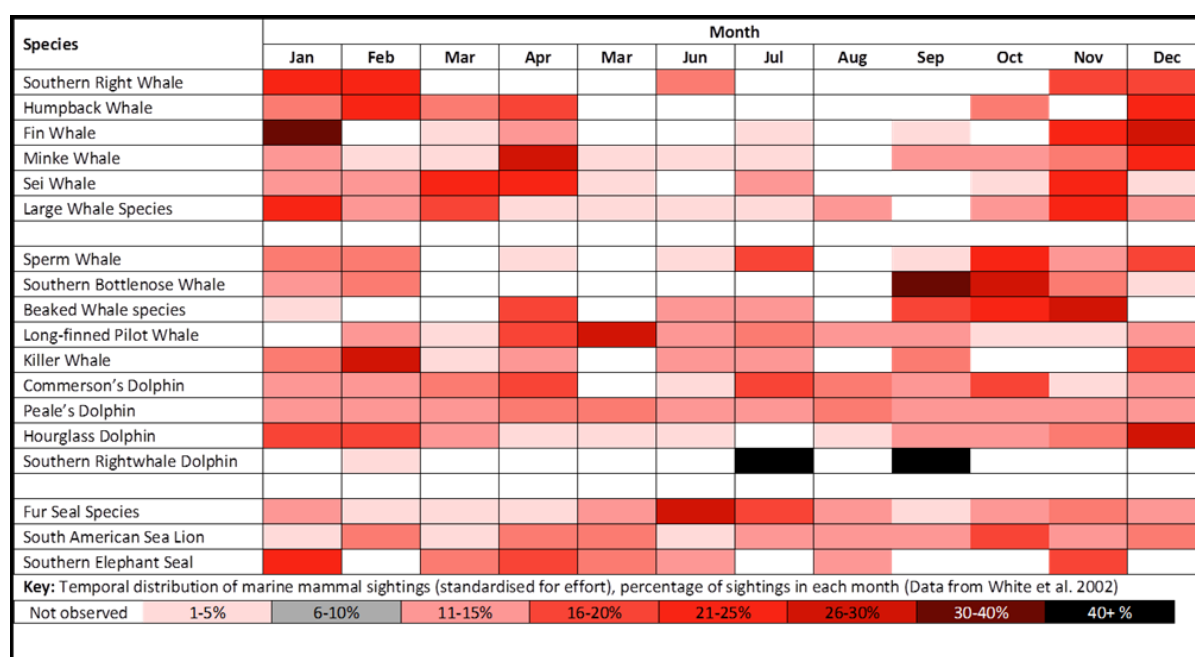 Species
Month
Jan Feb Mar Apr Mar Jun Jul Aug Sep Oct Nov Dec
Southern Right Whale
Humpback Whale
Fin Whale
Minke Whale
Sei Whale
Large Whale Species
Sperm Whale
Southern Bottlenose Whale
Beaked Whale species
Long-finned Pilot Whale
Killer Whale
Commerson's Dolphin
Peale's Dolphin
Hourglass Dolphin
Southern Rightwhale Dolphin
Fur Seal Species
South American Sea Lion
Southern Elephant Seal
Key: Temporal distribution of marine mammal sightings (standardised for effort), percentage of sightings in each month (Data from White et al. 2002)
Not observed 1-5% 6-10% 11-15% 16-20% 21-25% 26-30% 30-40% 40+ %